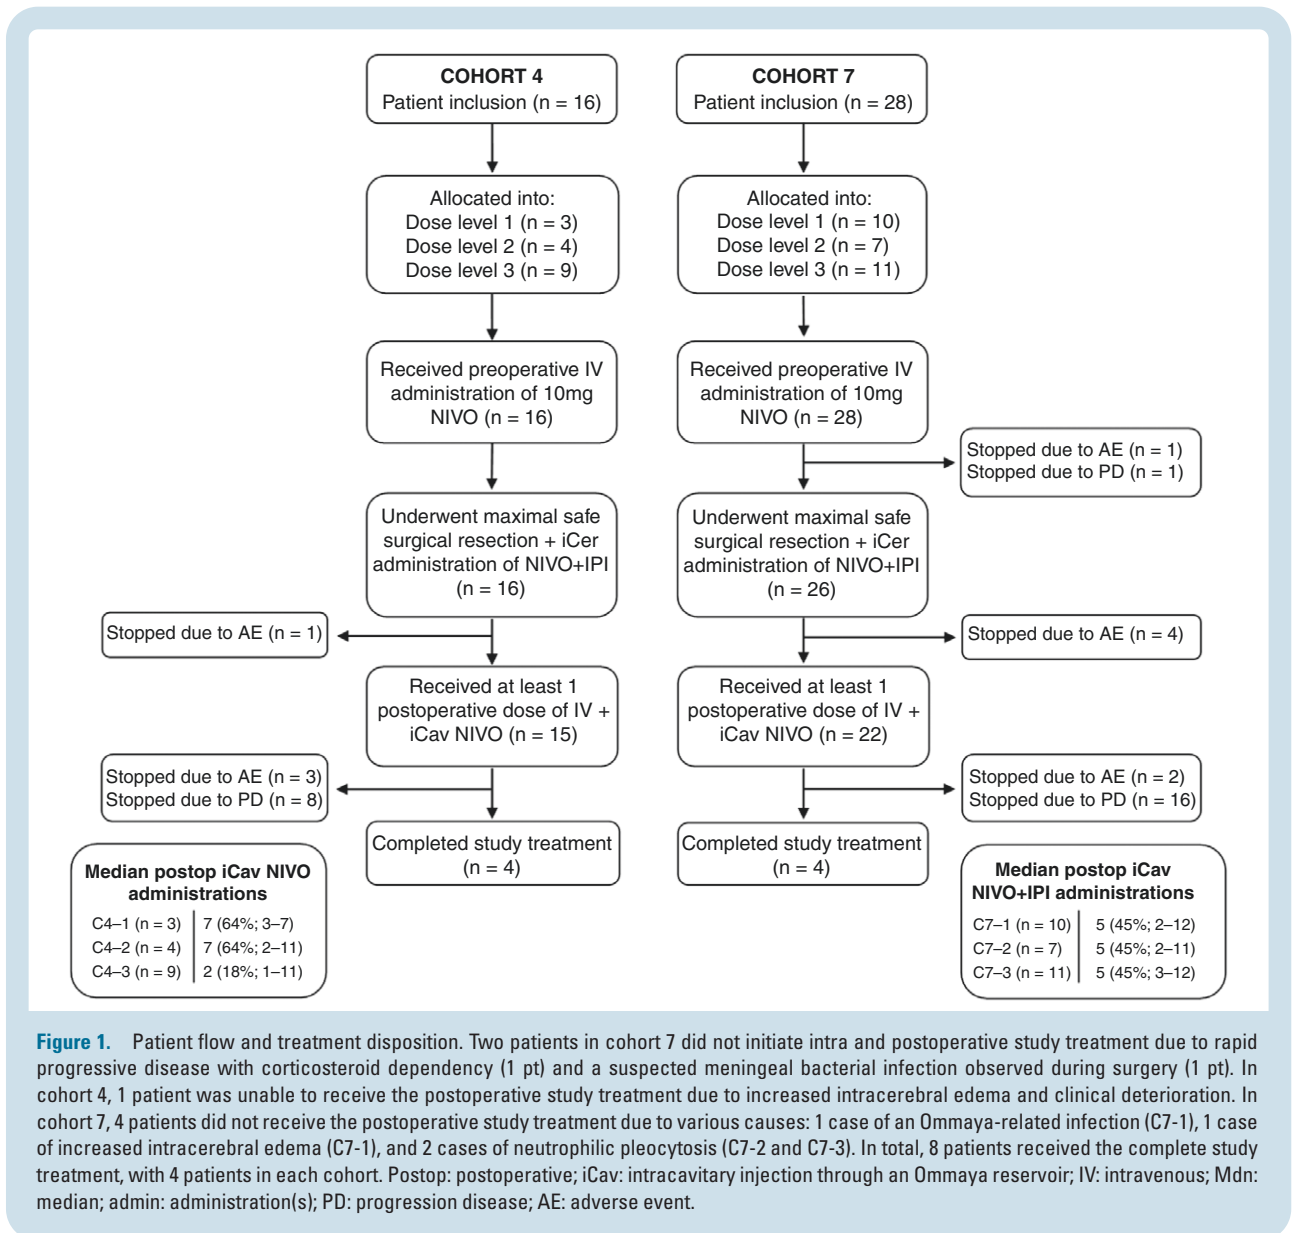 COHORT 4
Patient inclusion (n = 16)
Allocated into:
Dose level 1 (n = 3)
Dose level 2 (n = 4)
Dose level 3 (n = 9)
Received preoperative IV
administration of 10mg
NIVO (n = 16)
Underwent maximal safe
surgical resection + iCer
administration of NIVO+IPI
(n = 16)
Stopped due to AE (n = 1)
Received at least 1
postoperative dose of IV +
iCav NIVO (n = 15)
Stopped due to AE (n = 3)
Stopped due to PD (n = 8)
Completed study treatment
(n = 4)
Median postop iCav NIVO
administrations
C4–1 (n = 3) 7 (64%; 3–7)
C4–2 (n = 4) 7 (64%; 2–11)
C4–3 (n = 9) 2 (18%; 1–11)
COHORT 7
Patient inclusion (n = 28)
Allocated into:
Dose level 1 (n = 10)
Dose level 2 (n = 7)
Dose level 3 (n = 11)
Received preoperative IV
administration of 10mg
NIVO (n = 28)
Stopped due to AE (n = 1)
Stopped due to PD (n = 1)
Underwent maximal safe
surgical resection + iCer
administration of NIVO+IPI
(n = 26)
Stopped due to AE (n = 4)
Received at least 1
postoperative dose of IV +
iCav NIVO (n = 22)
Stopped due to AE (n = 2)
Stopped due to PD (n = 16)
Completed study treatment
(n = 4)
Median postop iCav
NIVO+IPI administrations
C7–1 (n = 10) 5 (45%; 2–12)
C7–2 (n = 7) 5 (45%; 2–11)
C7–3 (n = 11) 5 (45%; 3–12)
Figure 1. Patient flow and treatment disposition. Two patients in cohort 7 did not initiate intra and postoperative study treatment due to rapid
progressive disease with corticosteroid dependency (1 pt) and a suspected meningeal bacterial infection observed during surgery (1 pt). In
cohort 4, 1 patient was unable to receive the postoperative study treatment due to increased intracerebral edema and clinical deterioration. In
cohort 7, 4 patients did not receive the postoperative study treatment due to various causes: 1 case of an Ommaya-related infection (C7-1), 1 case
of increased intracerebral edema (C7-1), and 2 cases of neutrophilic pleocytosis (C7-2 and C7-3). In total, 8 patients received the complete study
treatment, with 4 patients in each cohort. Postop: postoperative; iCav: intracavitary injection through an Ommaya reservoir; IV: intravenous; Mdn:
median; admin: administration(s); PD: progression disease; AE: adverse event.